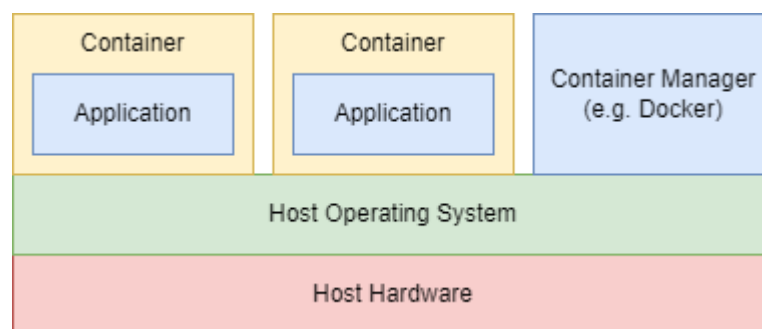 Container
Container
Container Manager
(e.g. Docker)
Application
Application
Host Operating System
Host Hardware